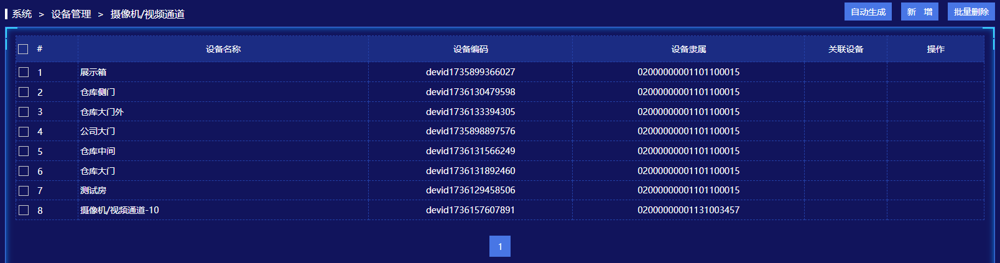 系统 > 设备管理 > 摄像机/视频通道 自动生成 新 增 批量删除
# 设备名称 设备编码 设备隶属 关联设备 操作
1 展示箱 devid1735899366027 02000000001101100015
2 仓库侧门 devid1736130479598 02000000001101100015
3 仓库大门外 devid1736133394305 02000000001101100015
4 公司大门 devid1735898897576 02000000001101100015
5 仓库中间 devid1736131566249 02000000001101100015
6 仓库大门 devid1736131892460 02000000001101100015
7 测试房 devid1736129458506 02000000001101100015
8 摄像机/视频通道-10 devid1736157607891 02000000001131003457
1